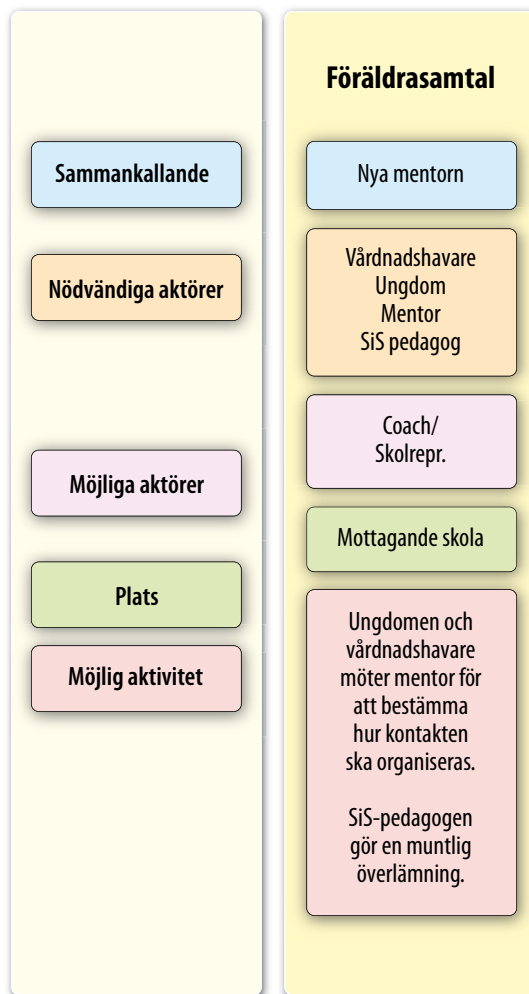 Sammankallande
Nödvändiga aktörer
Möjliga aktörer
Plats
Möjlig aktivitet
Föräldrasamtal
Nya mentorn
Vårdnadshavare
Ungdom
Mentor
SiS pedagog
Coach/
Skolrepr.
Mottagande skola
Ungdomen och
vårdnadshavare
möter mentor för
att bestämma
hur kontakten
ska organiseras.
SiS-pedagogen
gör en muntlig
överlämning.